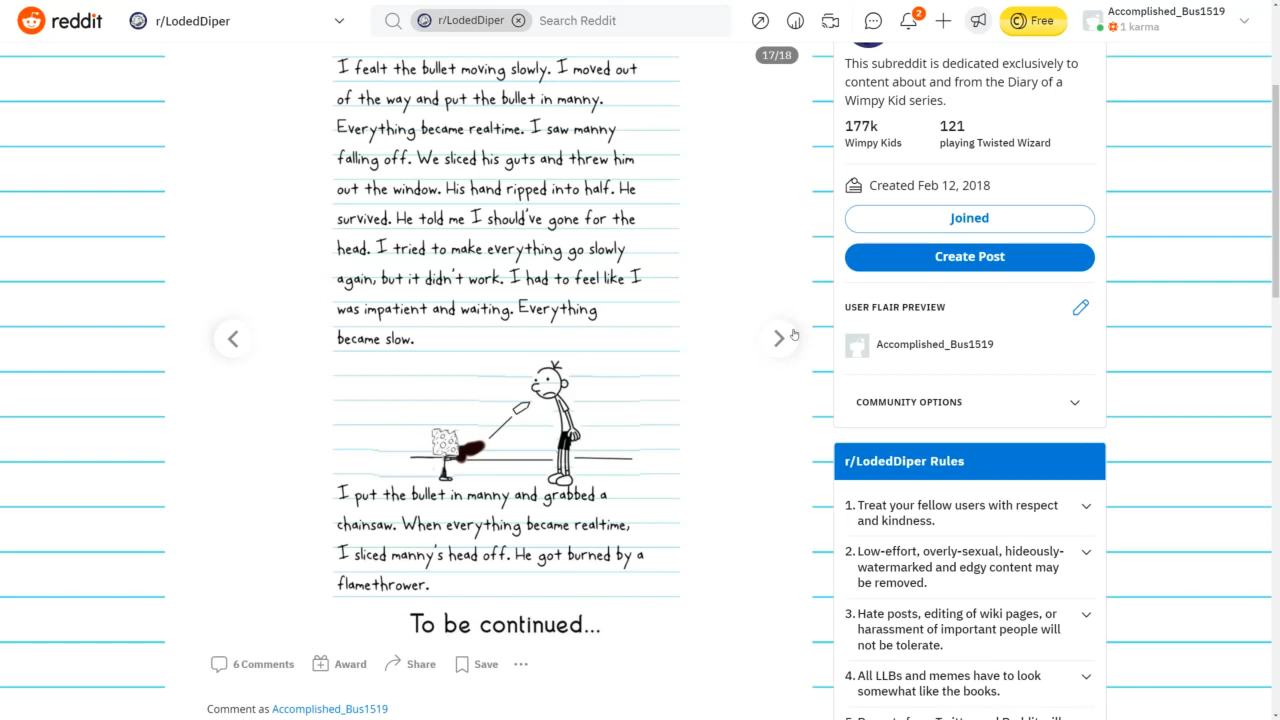 reddit
r/LodedDiper
r/LodedDiper
Search Reddit
2
Free
Accomplished_Bus1519
1 karma
17/18
I fealt the bullet moving slowly. I moved out
of the way and put the bullet in manny.
Everything became realtime. I saw manny
falling off. We sliced his guts and threw him
out the window. His hand ripped into half. He
survived. He told me I should've gone for the
head. I tried to make everything go slowly
again, but it didn't work. I had to feel like I
was impatient and waiting. Everything
became slow.
I put the bullet in manny and grabbed a
chainsaw. When everything became realtime,
I sliced manny's head off. He got burned by a
flamethrower.
To be continued...
6 Comments
Award
Share
Save
Comment as Accomplished_Bus1519
This subreddit is dedicated exclusively to
content about and from the Diary of a
Wimpy Kid series.
177k
121
Wimpy Kids
playing Twisted Wizard
Created Feb 12, 2018
Joined
Create Post
USER FLAIR PREVIEW
Accomplished_Bus1519
COMMUNITY OPTIONS
r/LodedDiper Rules
1. Treat your fellow users with respect
and kindness.
2. Low-effort, overly-sexual, hideously-
watermarked and edgy content may
be removed.
3. Hate posts, editing of wiki pages, or
harassment of important people will
not be tolerate.
4. All LLBs and memes have to look
somewhat like the books.